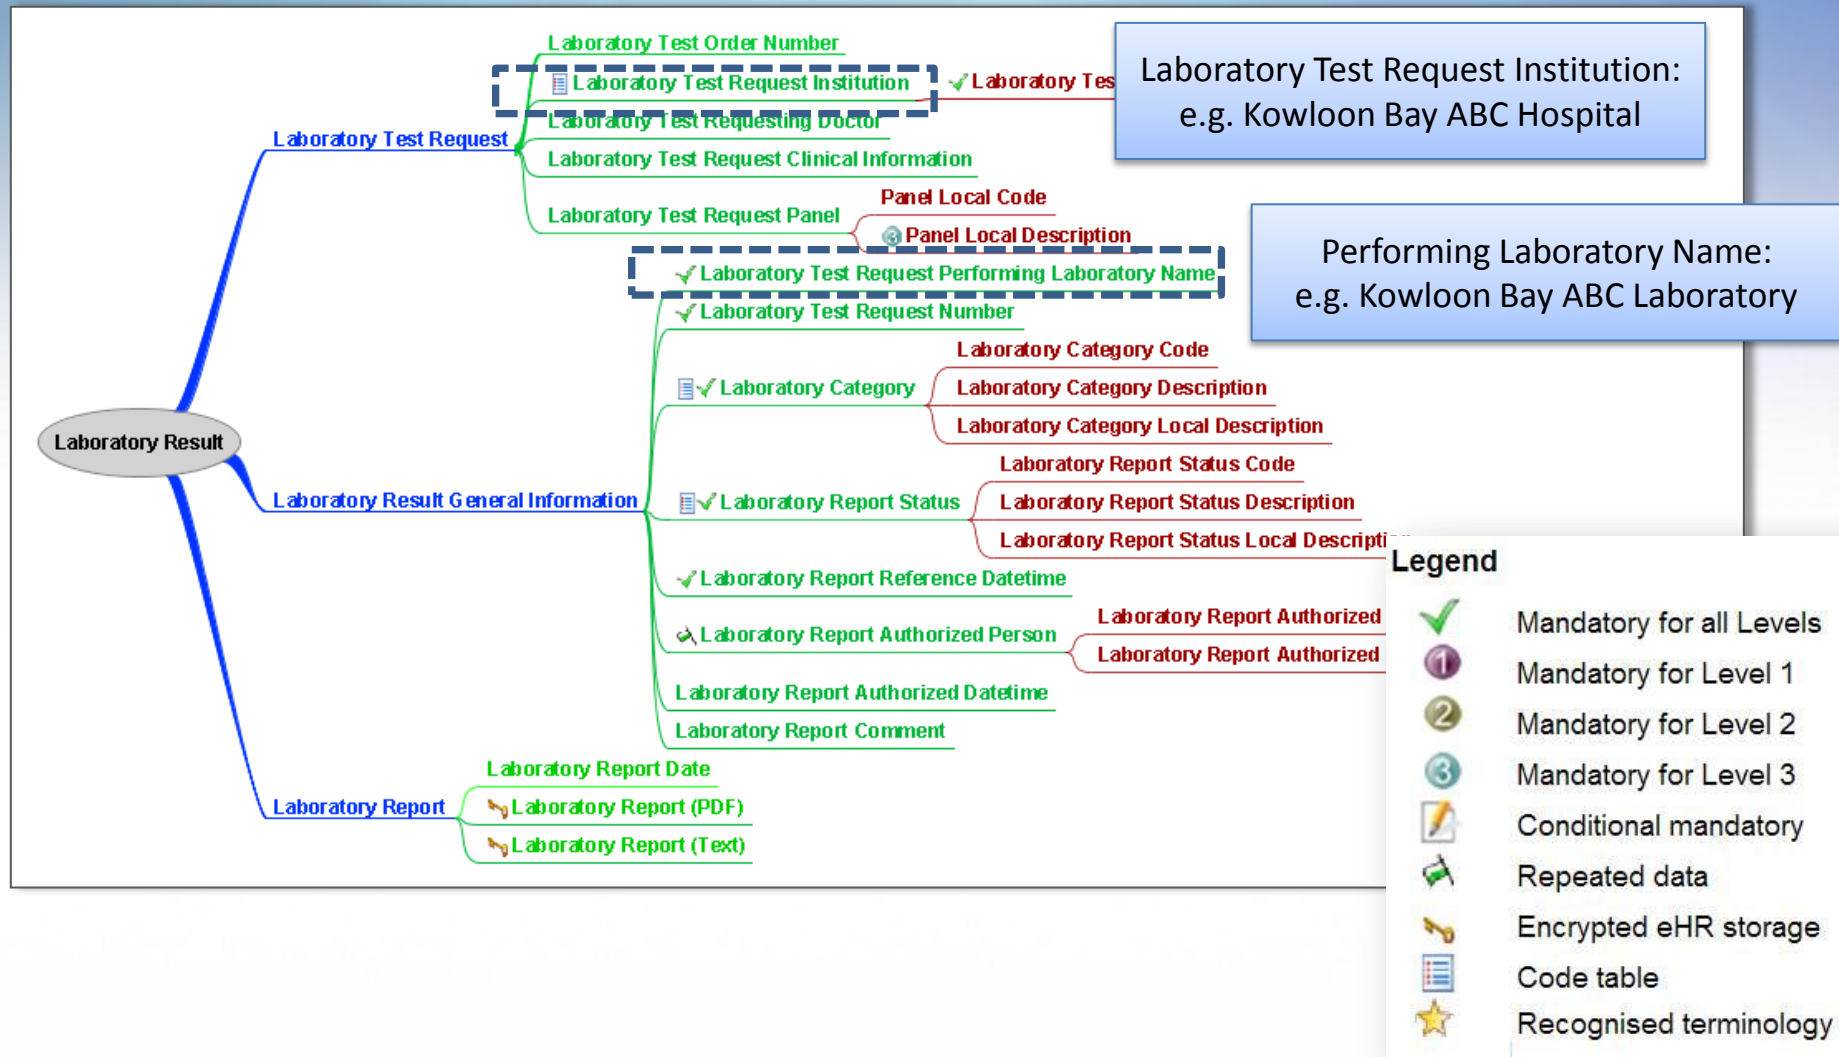 Laboratory Test Order Number
Laboratory Test Request Institution
Laboratory
Laboratory Test Request Institution:
e.g. Kowloon Bay ABC Hospital
Laboratory Test Requesting Doctor
Laboratory Test Request
Laboratory Test Request Clinical Information
Panel Local Code
Laboratory Test Request Panel
3 Panel Local Description
Laboratory Test Request Performing Laboratory Name
Performing Laboratory Name:
e.g. Kowloon Bay ABC Laboratory
Laboratory Test Request Number
Laboratory Category Code
Laboratory Category
Laboratory Category Description
Laboratory Category Local Description
Laboratory Result
Laboratory Report Status Code
Laboratory Result General Information
Laboratory Report Status
Laboratory Report Status Description
Laboratory Report Status Local Description
Laboratory Report Reference Datetime
Laboratory Report Authorized Person
Laboratory Report Authorized
Laboratory Report Authorized
Laboratory Report Authorized Datetime
Laboratory Report Comment
Laboratory Report Date
Laboratory Report
Laboratory Report (PDF)
Laboratory Report (Text)
Legend
Mandatory for all Levels
1 Mandatory for Level 1
2 Mandatory for Level 2
3 Mandatory for Level 3
Conditional mandatory
Repeated data
Encrypted eHR storage
Code table
Recognised terminology